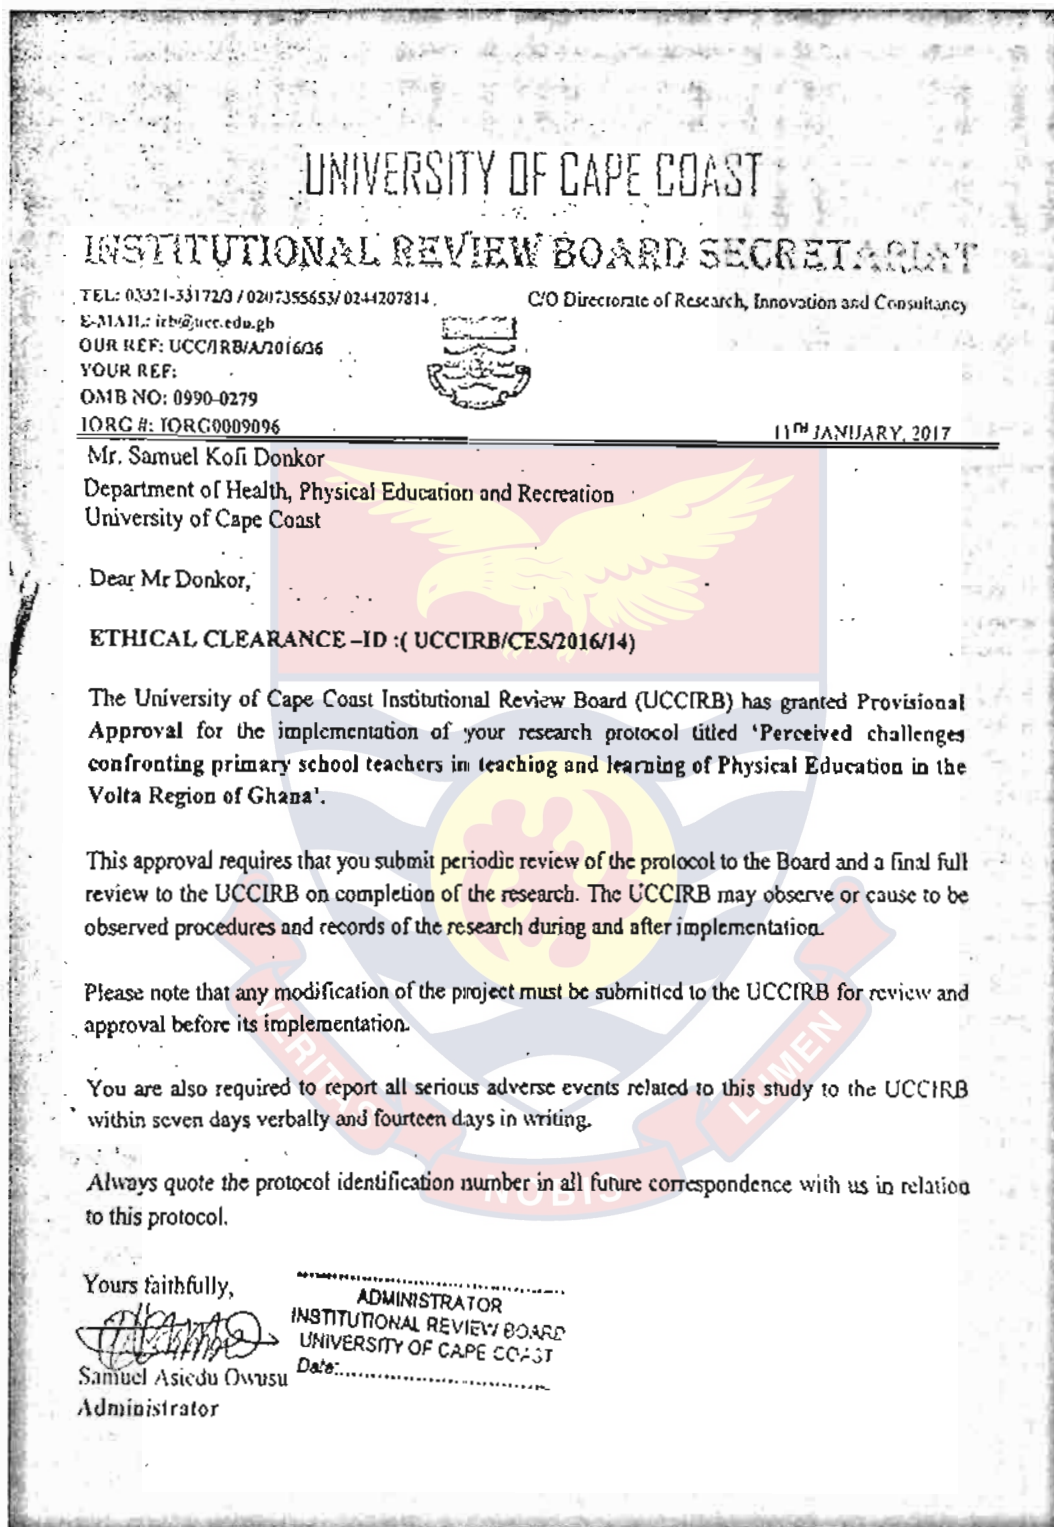 UNIVERSITY OF CAPE COAST
INSTITUTIONAL REVIEW BOARD SECRETARIAT
TEL: 03321-33172/3 / 0207355653/ 0244207814
C/O Directorate of Research, Innovation and Consultancy
E-MAIL: irb@ucc.edu.gh
OUR REF: UCC/IRB/A/2016/36
YOUR REF:
OMB NO: 0990-0279
IORG #: IORG0009096
11TH JANUARY, 2017
Mr. Samuel Kofi Donkor
Department of Health, Physical Education and Recreation
University of Cape Coast
Dear Mr Donkor,
ETHICAL CLEARANCE –ID :( UCCIRB/CES/2016/14)
The University of Cape Coast Institutional Review Board (UCCIRB) has granted Provisional
Approval for the implementation of your research protocol titled ‘Perceived challenges
confronting primary school teachers in teaching and learning of Physical Education in the
Volta Region of Ghana’.
This approval requires that you submit periodic review of the protocol to the Board and a final full
review to the UCCIRB on completion of the research. The UCCIRB may observe or cause to be
observed procedures and records of the research during and after implementation.
Please note that any modification of the project must be submitted to the UCCIRB for review and
approval before its implementation.
You are also required to report all serious adverse events related to this study to the UCCIRB
within seven days verbally and fourteen days in writing.
Always quote the protocol identification number in all future correspondence with us in relation
to this protocol.
VERITAS
NOBIS
LUMEN
Yours faithfully,
ADMINISTRATOR
INSTITUTIONAL REVIEW BOARD
UNIVERSITY OF CAPE COAST
Date:
Samuel Asiedu Owusu
Administrator